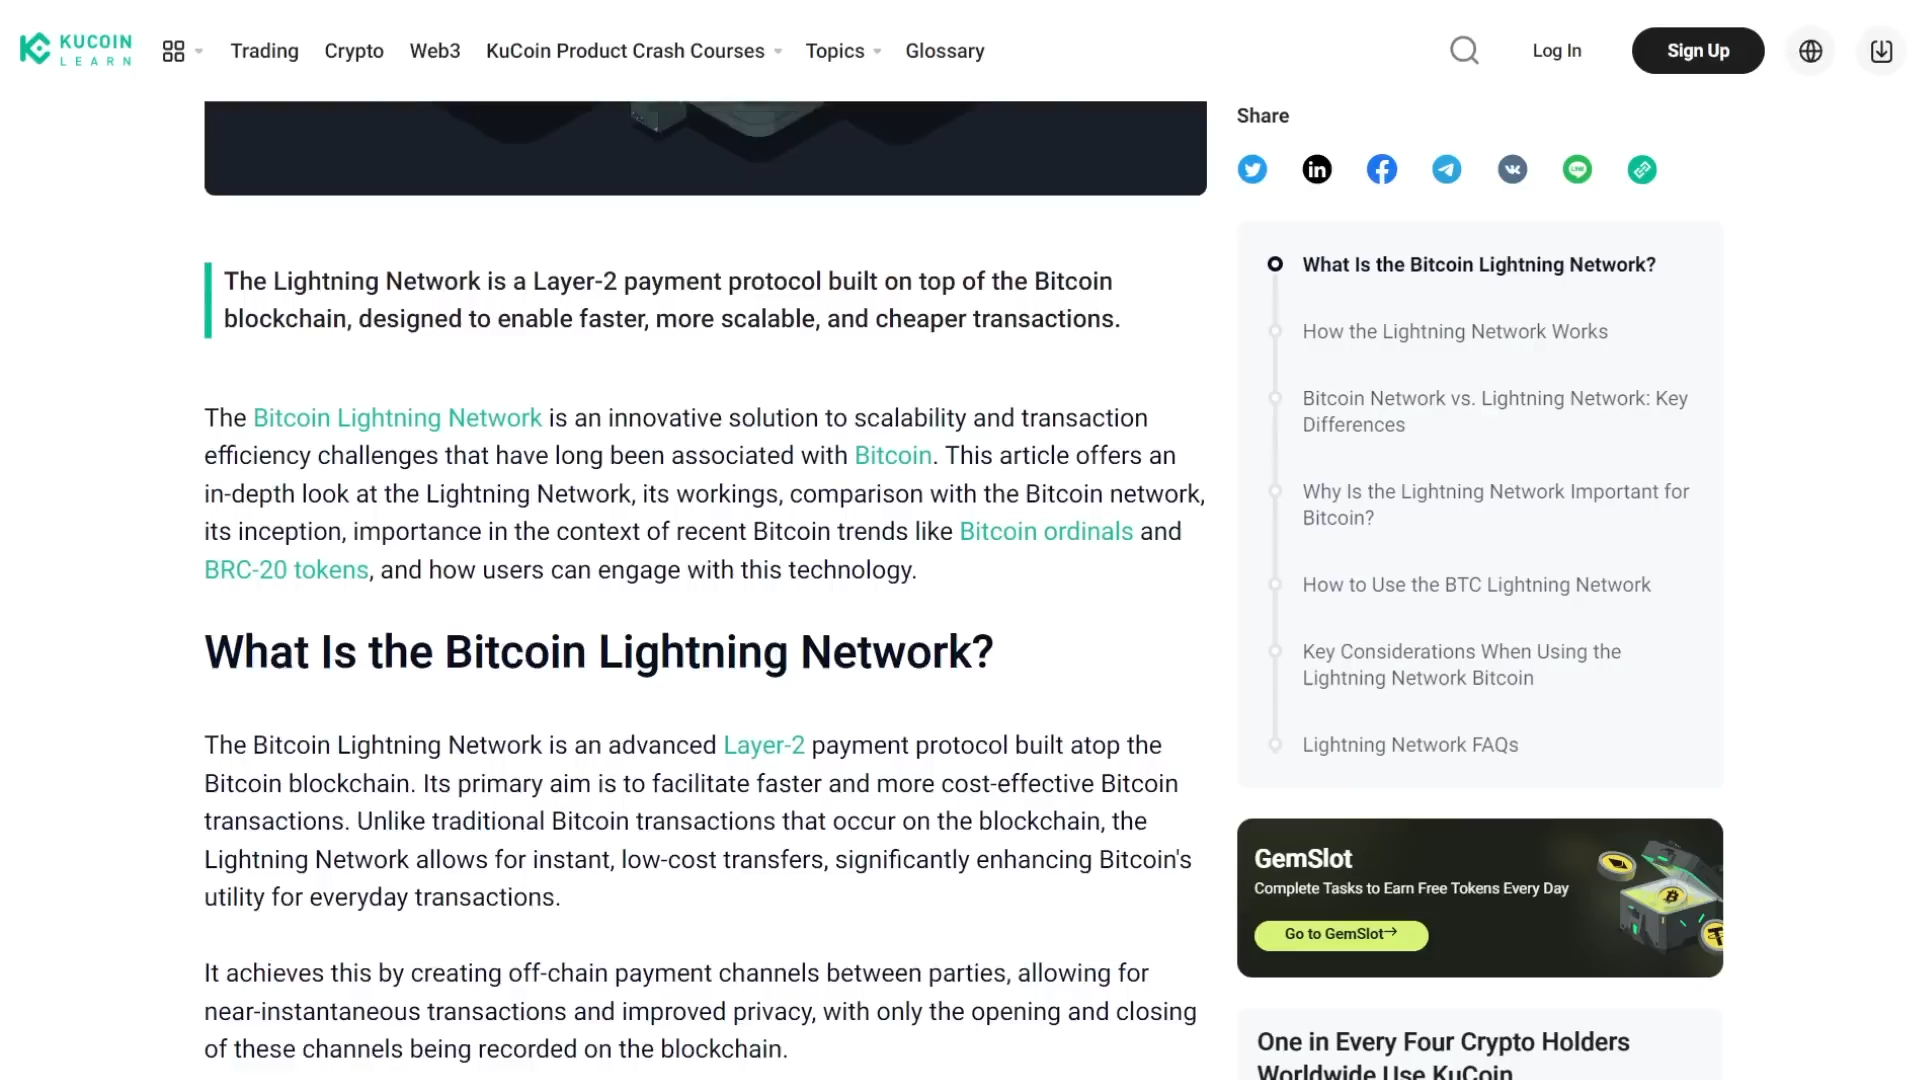 KUCOIN
LEARN
Trading
Crypto
Web3
KuCoin Product Crash Courses
Topics
Glossary
Log In
Sign Up
The Lightning Network is a Layer-2 payment protocol built on top of the Bitcoin
blockchain, designed to enable faster, more scalable, and cheaper transactions.
The Bitcoin Lightning Network is an innovative solution to scalability and transaction
efficiency challenges that have long been associated with Bitcoin. This article offers an
in-depth look at the Lightning Network, its workings, comparison with the Bitcoin network,
its inception, importance in the context of recent Bitcoin trends like Bitcoin ordinals and
BRC-20 tokens, and how users can engage with this technology.
What Is the Bitcoin Lightning Network?
The Bitcoin Lightning Network is an advanced Layer-2 payment protocol built atop the
Bitcoin blockchain. Its primary aim is to facilitate faster and more cost-effective Bitcoin
transactions. Unlike traditional Bitcoin transactions that occur on the blockchain, the
Lightning Network allows for instant, low-cost transfers, significantly enhancing Bitcoin's
utility for everyday transactions.
It achieves this by creating off-chain payment channels between parties, allowing for
near-instantaneous transactions and improved privacy, with only the opening and closing
of these channels being recorded on the blockchain.
Share
What Is the Bitcoin Lightning Network?
How the Lightning Network Works
Bitcoin Network vs. Lightning Network: Key
Differences
Why Is the Lightning Network Important for
Bitcoin?
How to Use the BTC Lightning Network
Key Considerations When Using the
Lightning Network Bitcoin
Lightning Network FAQs
GemSlot
Complete Tasks to Earn Free Tokens Every Day
Go to GemSlot→
One in Every Four Crypto Holders
Worldwide Use KuCoin